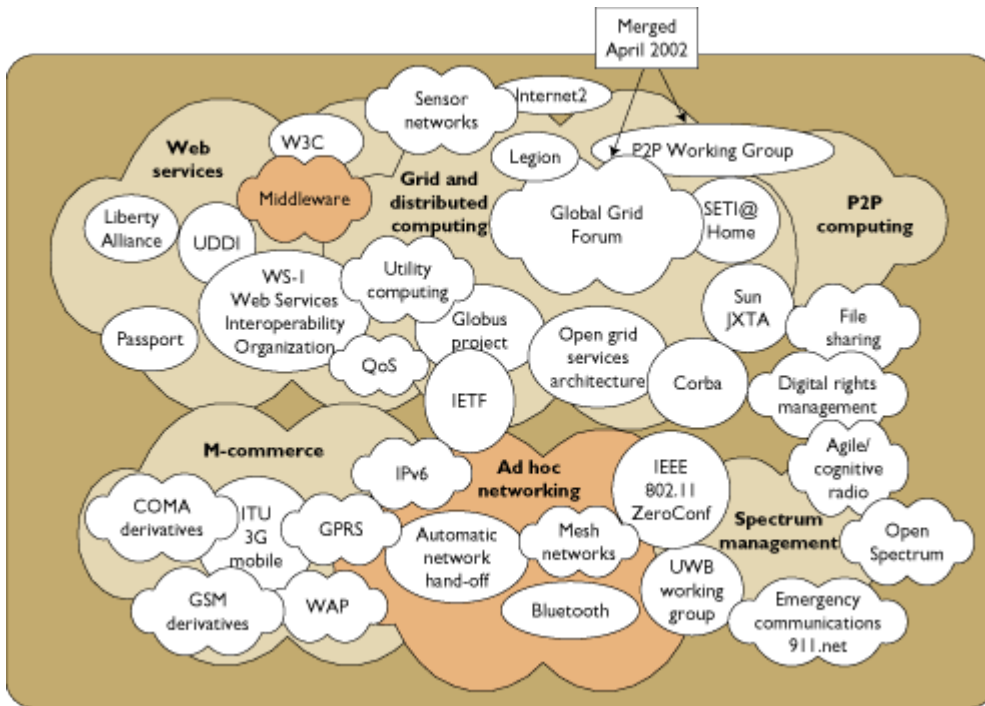 Merged
April 2002
Sensor
networks
Internet2
W3C
Web
services
Legion
P2P Working Group
Middleware
Grid and
distributed
computing
Global Grid
Forum
SETI@
Home
P2P
computing
Liberty
Alliance
UDDI
WS-1
Web Services
Interoperability
Organization
Utility
computing
Passport
QoS
Globus
project
Open grid
services
architecture
Sun
JXTA
File
sharing
Corba
Digital rights
management
IETF
M-commerce
IPv6
Ad hoc
networking
IEEE
802.11
ZeroConf
Agile/
cognitive
radio
COMA
derivatives
ITU
3G
mobile
GPRS
Automatic
network
hand-off
Mesh
networks
Spectrum
management
Open
Spectrum
GSM
derivatives
WAP
Bluetooth
UWB
working
group
Emergency
communications
911.net